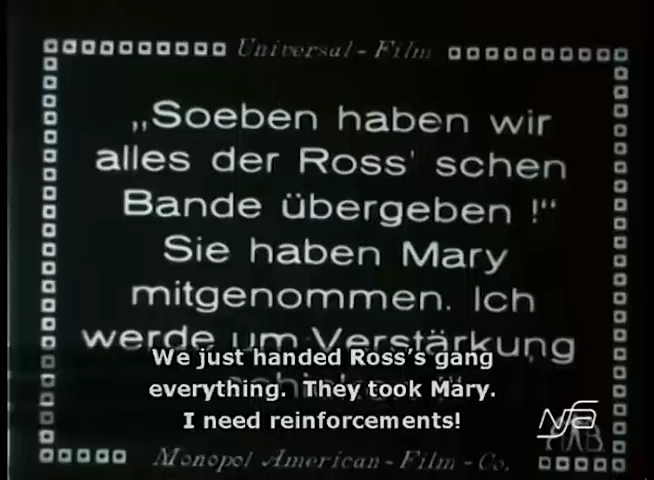 Universal-Film
„Soeben haben wir
alles der Ross' schen
Bande übergeben !“
Sie haben Mary
mitgenommen. Ich
werde um Verstärkung
We just handed Ross's gang
everything. They took Mary.
I need reinforcements!
nfa
Monopol American-Film-Co.